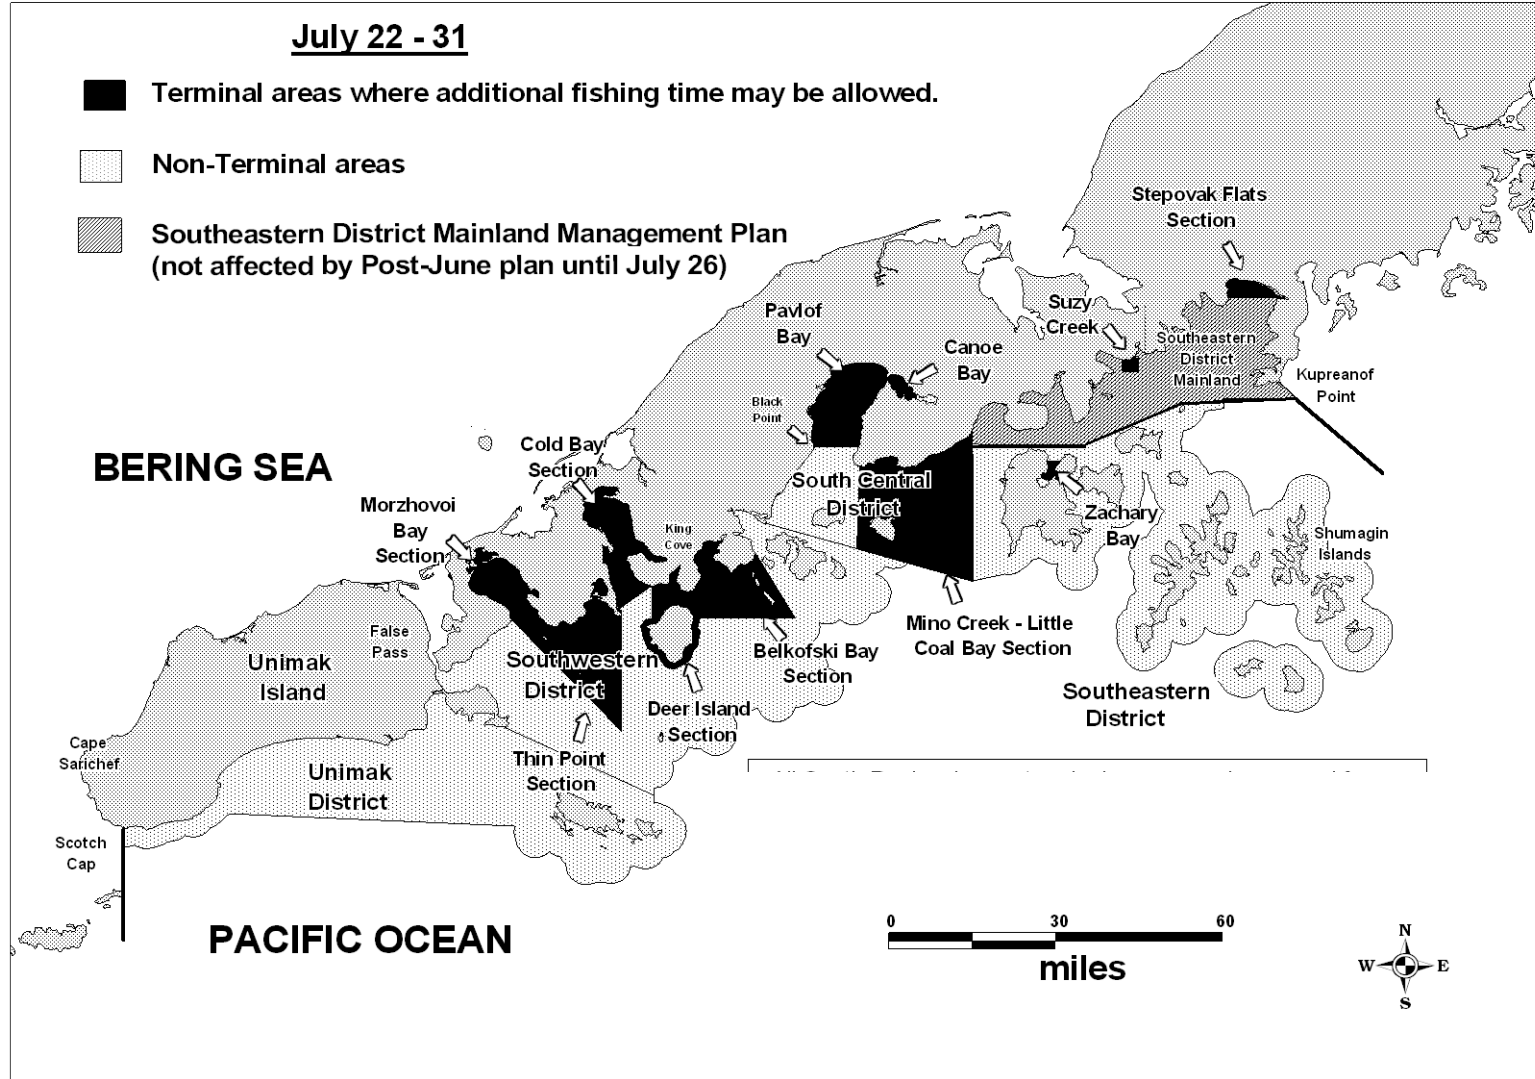 July 22 - 31
Terminal areas where additional fishing time may be allowed.
Non-Terminal areas
Southeastern District Mainland Management Plan
(not affected by Post-June plan until July 26)
Stepovak Flats
Section
Suzy
Creek
Pavlof
Bay
Canoe
Bay
Southeastern
District
Mainland
Kupreanof
Point
Black
Point
BERING SEA
Cold Bay
Section
South Central
District
Morzhovoi
Bay
Section
King
Cove
Zachary
Bay
Shumagin
Islands
False
Pass
Unimak
Island
Southwestern
District
Belkofski Bay
Section
Mino Creek - Little
Coal Bay Section
Southeastern
District
Deer Island
Section
Cape
Sarichef
Thin Point
Section
Unimak
District
Scotch
Cap
PACIFIC OCEAN
0 30 60
miles
N
W E
S